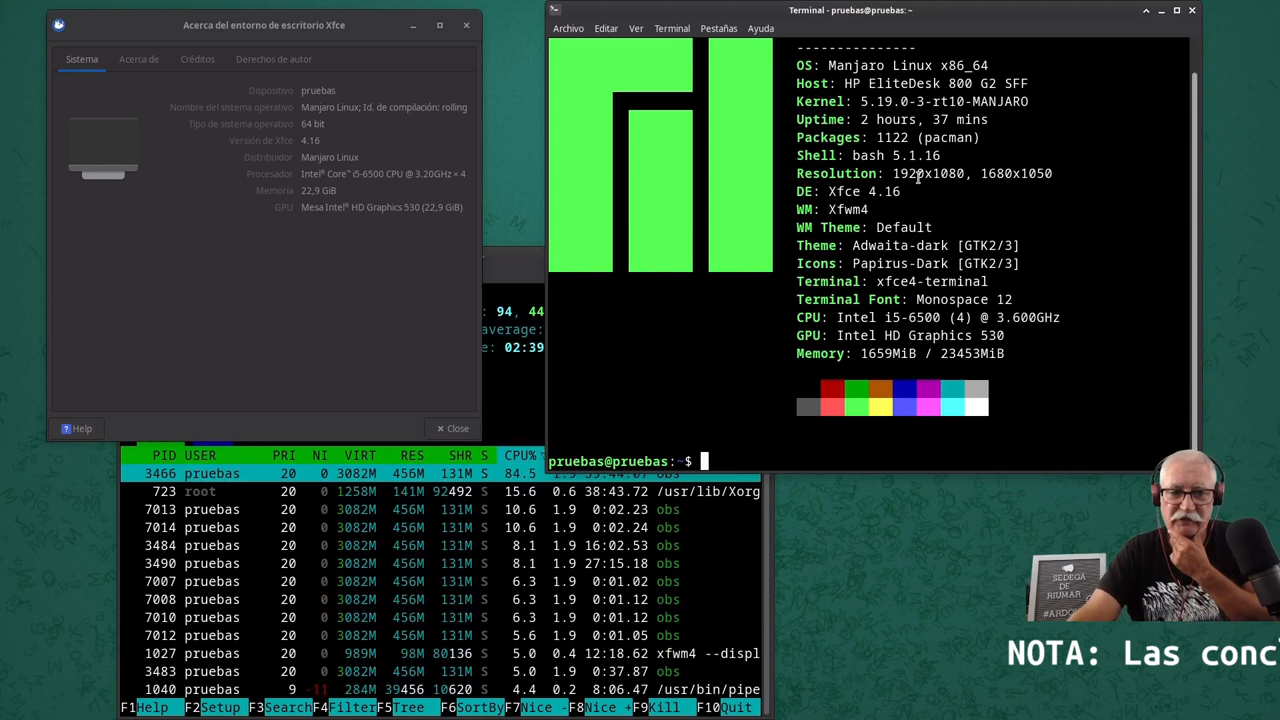 Acerca del entorno de escritorio Xfce
Sistema Acerca de Créditos Derechos de autor
Dispositivo pruebas
Nombre del sistema operativo Manjaro Linux; Id. de compilación: rolling
Tipo de sistema operativo 64 bit
Versión de Xfce 4.16
Distribuidor Manjaro Linux
Procesador Intel® Core™ i5-6500 CPU @ 3.20GHz × 4
Memoria 22,9 GiB
GPU Mesa Intel® HD Graphics 530 (22,9 GiB)
Help Close
Terminal - pruebas@pruebas: ~
Archivo Editar Ver Terminal Pestañas Ayuda
---------------
OS: Manjaro Linux x86_64
Host: HP EliteDesk 800 G2 SFF
Kernel: 5.19.0-3-rt10-MANJARO
Uptime: 2 hours, 37 mins
Packages: 1122 (pacman)
Shell: bash 5.1.16
Resolution: 1920x1080, 1680x1050
DE: Xfce 4.16
WM: Xfwm4
WM Theme: Default
Theme: Adwaita-dark [GTK2/3]
Icons: Papirus-Dark [GTK2/3]
Terminal: xfce4-terminal
Terminal Font: Monospace 12
CPU: Intel i5-6500 (4) @ 3.600GHz
GPU: Intel HD Graphics 530
Memory: 1659MiB / 23453MiB
pruebas@pruebas:~$
: 94, 44
average:
e: 02:39
PID USER PRI NI VIRT RES SHR S CPU%
3466 pruebas 20 0 3082M 456M 131M S 84.5
723 root 20 0 1258M 141M 92492 S 15.6 0.6 38:43.72 /usr/lib/Xorg
7013 pruebas 20 0 3082M 456M 131M S 10.6 1.9 0:02.23 obs
7014 pruebas 20 0 3082M 456M 131M S 10.6 1.9 0:02.24 obs
3484 pruebas 20 0 3082M 456M 131M S 8.1 1.9 16:02.53 obs
3490 pruebas 20 0 3082M 456M 131M S 8.1 1.9 27:15.18 obs
7007 pruebas 20 0 3082M 456M 131M S 6.3 1.9 0:01.02 obs
7008 pruebas 20 0 3082M 456M 131M S 6.3 1.9 0:01.12 obs
7010 pruebas 20 0 3082M 456M 131M S 6.3 1.9 0:01.12 obs
7012 pruebas 20 0 3082M 456M 131M S 5.6 1.9 0:01.05 obs
1027 pruebas 20 0 989M 98M 80136 S 5.0 0.4 12:18.62 xfwm4 --displ
3483 pruebas 20 0 3082M 456M 131M S 5.0 1.9 0:37.87 obs
1040 pruebas 9 -11 284M 39456 10620 S 4.4 0.2 8:06.47 /usr/bin/pipe
F1Help F2Setup F3Search F4Filter F5Tree F6SortBy F7Nice - F8Nice + F9Kill F10Quit
SEDEGÀ
DE
RIUMAR
NOTA: Las conc